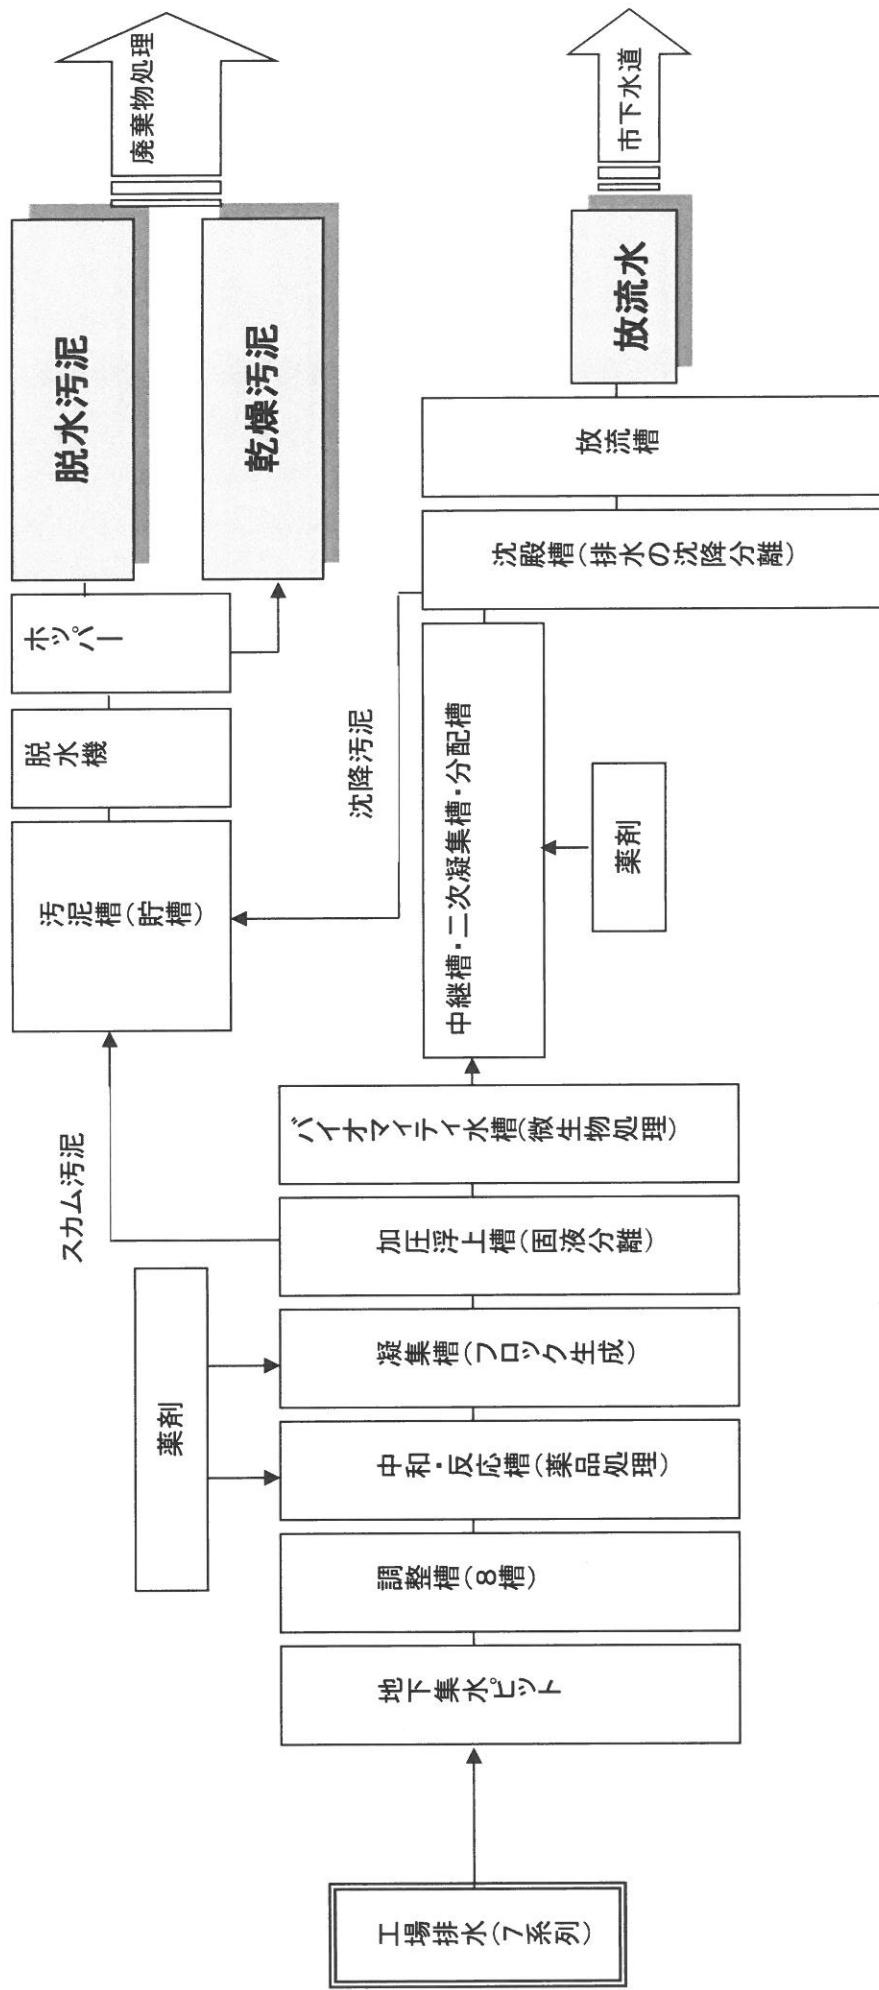 工場排水(7系列)
地下集水ピット
調整槽(8槽)
中和・反応槽(薬品処理)
凝集槽(フロック生成)
薬剤
加圧浮上槽(固液分離)
スカム汚泥
バイオマイティ水槽(微生物処理)
中継槽・二次凝集槽・分配槽
薬剤
沈殿槽(排水の沈降分離)
沈降汚泥
放流槽
放流水
市下水道
汚泥槽(貯槽)
脱水機
ホッパー
脱水汚泥
乾燥汚泥
廃棄物処理